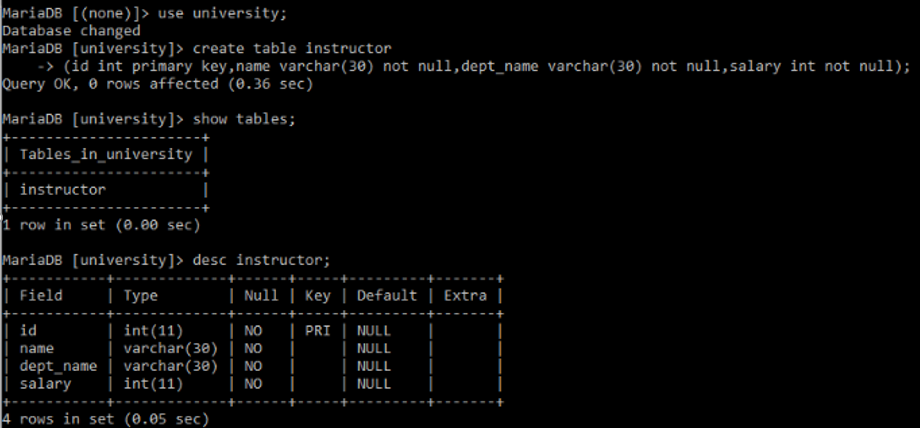 MariaDB [(none)]> use university;
Database changed
MariaDB [university]> create table instructor
    -> (id int primary key,name varchar(30) not null,dept_name varchar(30) not null,salary int not null);
Query OK, 0 rows affected (0.36 sec)

MariaDB [university]> show tables;
+----------------------+
| Tables_in_university |
+----------------------+
| instructor           |
+----------------------+
1 row in set (0.00 sec)

MariaDB [university]> desc instructor;
+-----------+-------------+------+-----+---------+-------+
| Field     | Type        | Null | Key | Default | Extra |
+-----------+-------------+------+-----+---------+-------+
| id        | int(11)     | NO   | PRI | NULL    |       |
| name      | varchar(30) | NO   |     | NULL    |       |
| dept_name | varchar(30) | NO   |     | NULL    |       |
| salary    | int(11)     | NO   |     | NULL    |       |
+-----------+-------------+------+-----+---------+-------+
4 rows in set (0.05 sec)